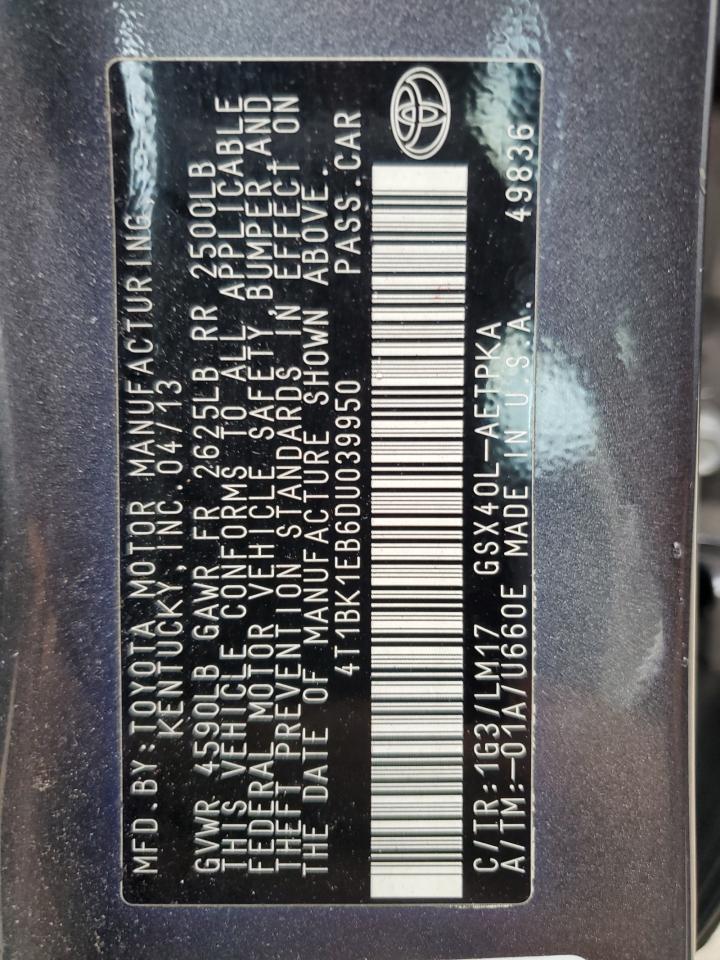 MFD.BY:TOYOTA MOTOR MANUFACTURING,
KENTUCKY,INC.04/13
GVWR 4590LB GAWR FR 2625LB RR 2500LB
THIS VEHICLE CONFORMS TO ALL APPLICABLE
FEDERAL MOTOR VEHICLE SAFETY,BUMPER AND
THEFT PREVENTION STANDARDS IN EFFECT ON
THE DATE OF MANUFACTURE SHOWN ABOVE.
4T1BK1EB6DU039950 PASS.CAR
C/TR:1G3/LM17 GSX40L-AETPKA
A/TM:-01A/U660E MADE IN U.S.A. 49836